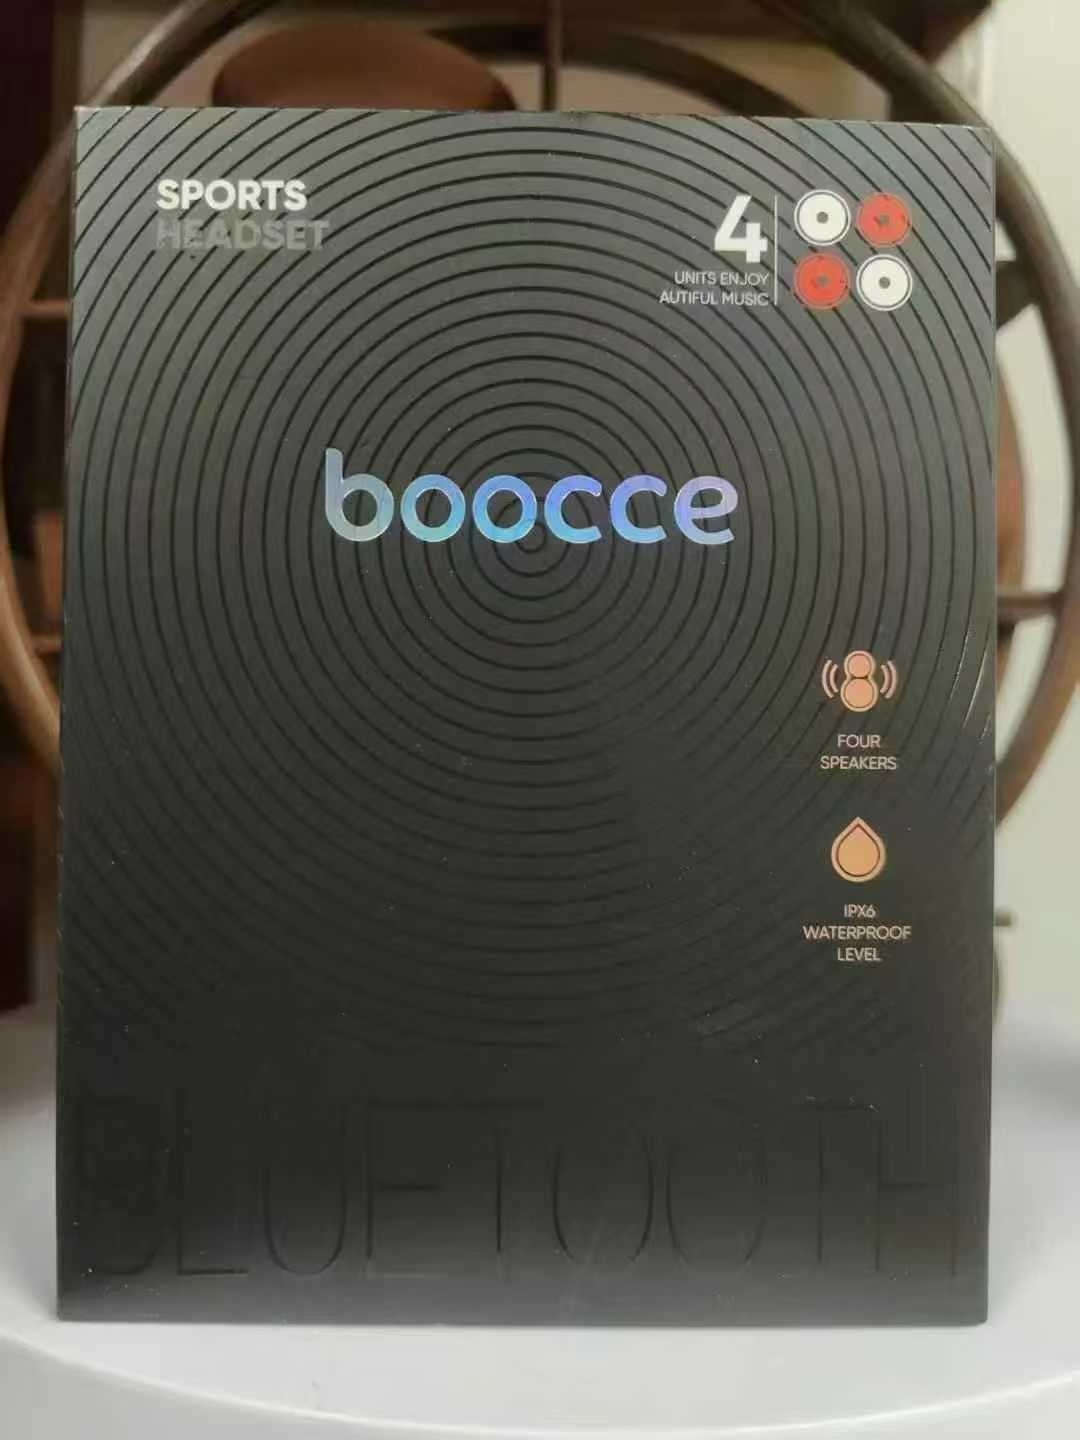 SPORTS
HEADSET
4
UNITS ENJOY
AUTIFUL MUSIC
boocce
FOUR
SPEAKERS
IPX6
WATERPROOF
LEVEL
BLUETOOTH